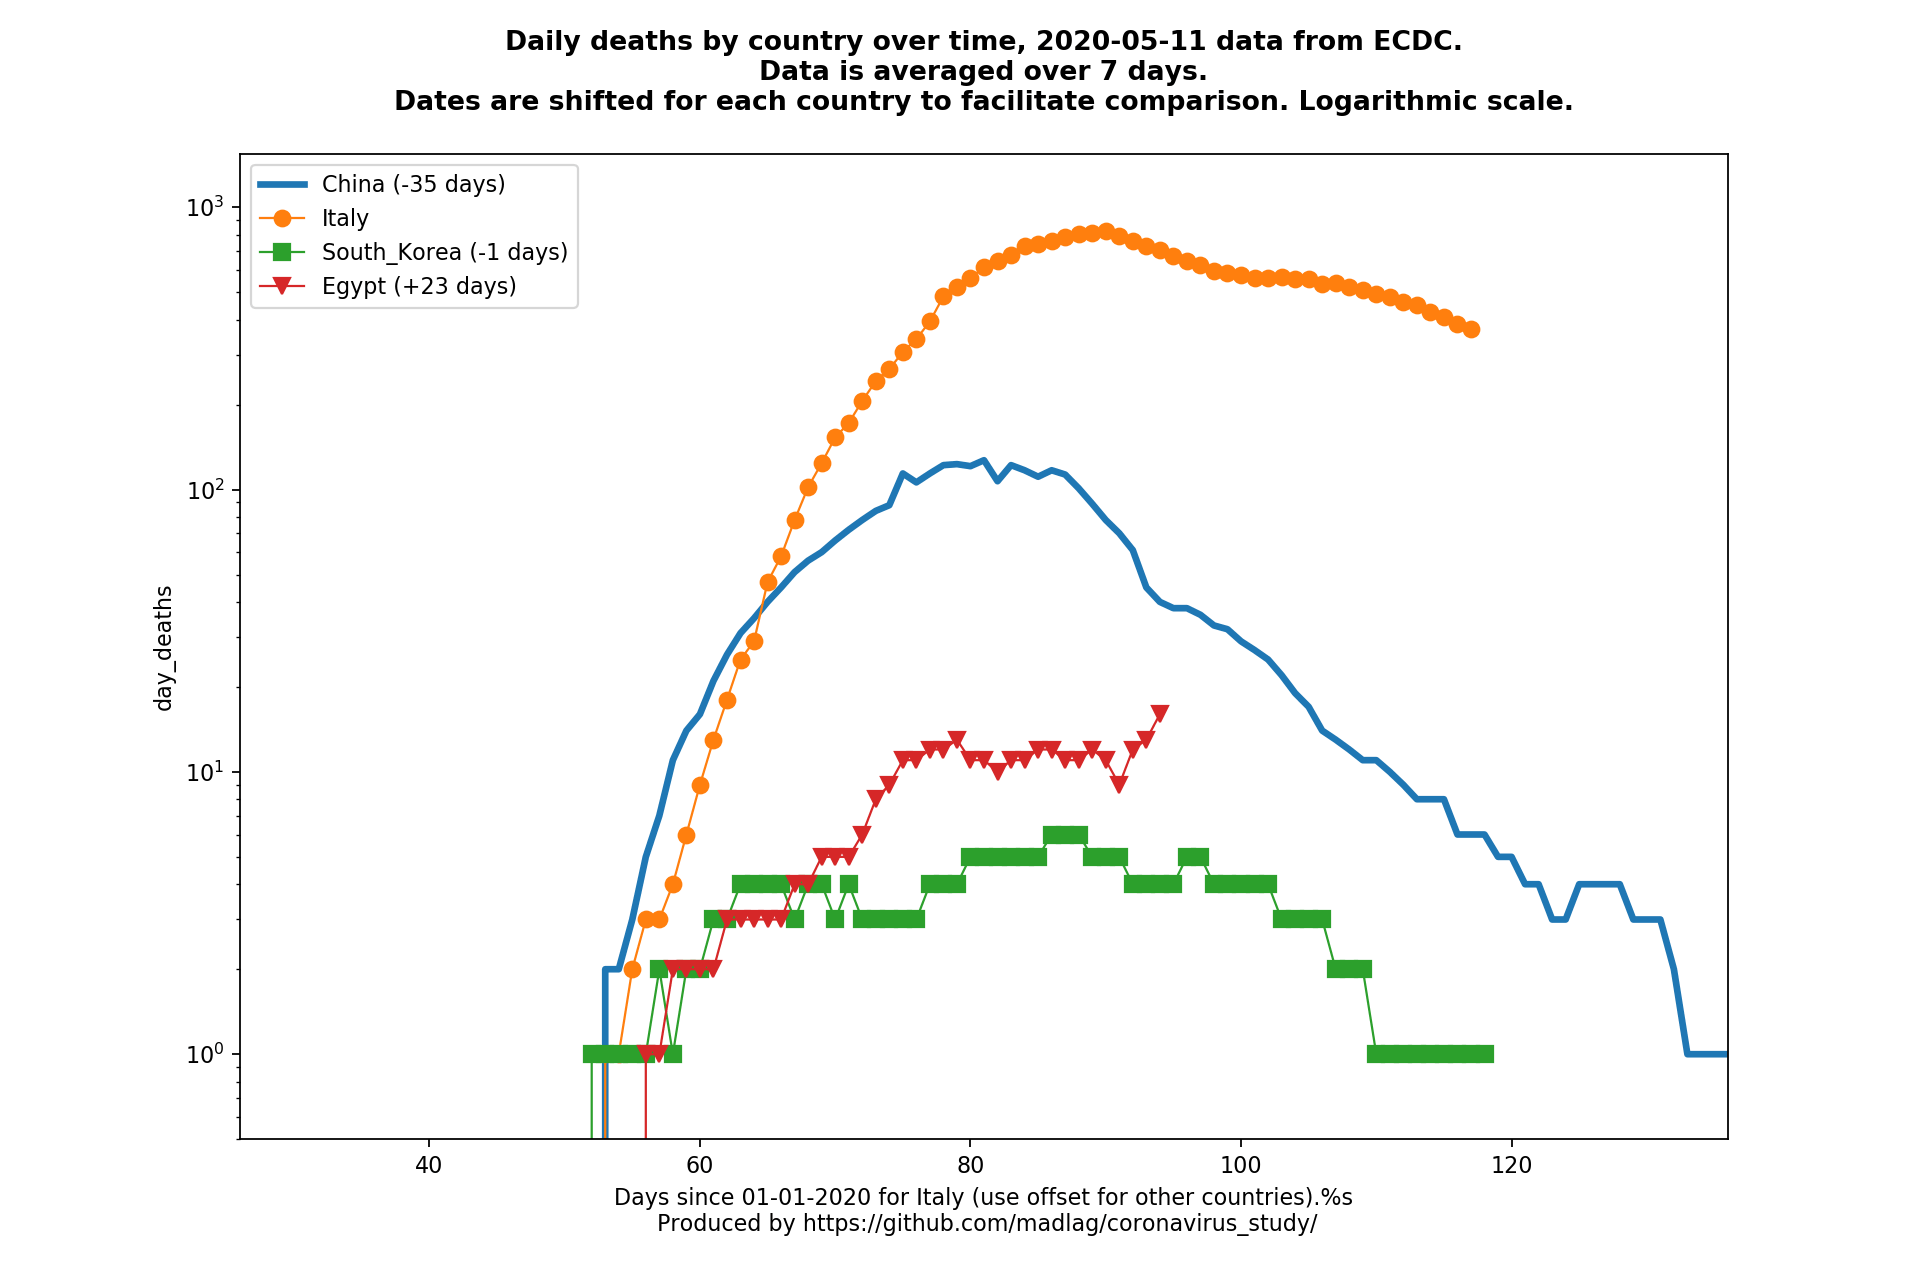 Daily deaths by country over time, 2020-05-11 data from ECDC.
Data is averaged over 7 days.
Dates are shifted for each country to facilitate comparison. Logarithmic scale.
China (-35 days)
Italy
South_Korea (-1 days)
Egypt (+23 days)
10³
10²
10¹
10⁰
day_deaths
40 60 80 100 120
Days since 01-01-2020 for Italy (use offset for other countries).%s
Produced by https://github.com/madlag/coronavirus_study/